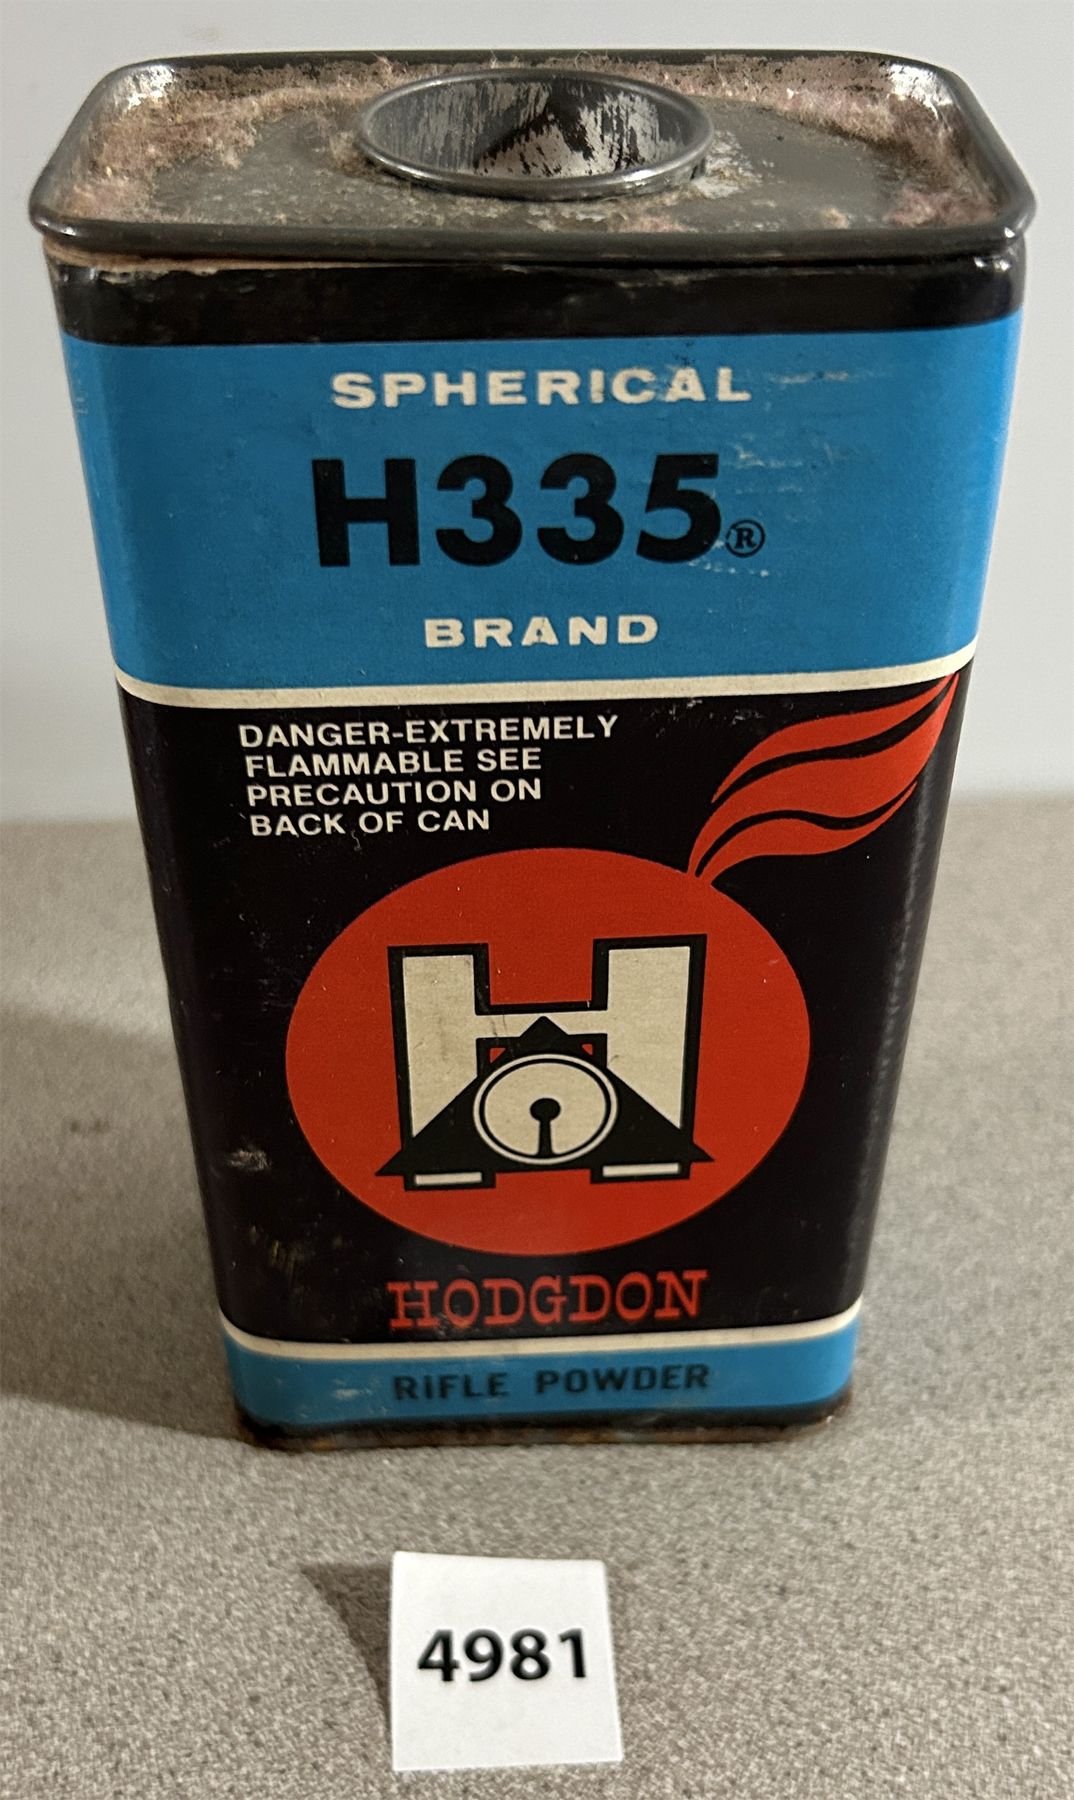 SPHERICAL
H335®
BRAND
DANGER-EXTREMELY
FLAMMABLE SEE
PRECAUTION ON
BACK OF CAN
H
HODGDON
RIFLE POWDER
4981